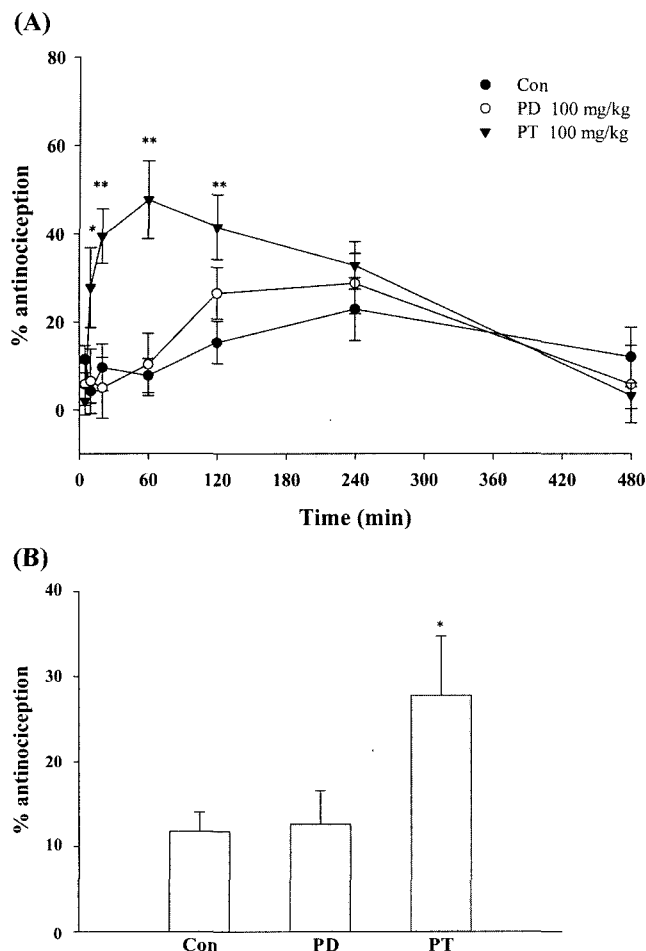 (A)
80
60
40
20
0
% antinociception
Con
PD 100 mg/kg
PT 100 mg/kg
*
**
**
**
0 60 120 180 240 300 360 420 480
Time (min)
(B)
40
30
20
10
0
% antinociception
*
Con PD PT